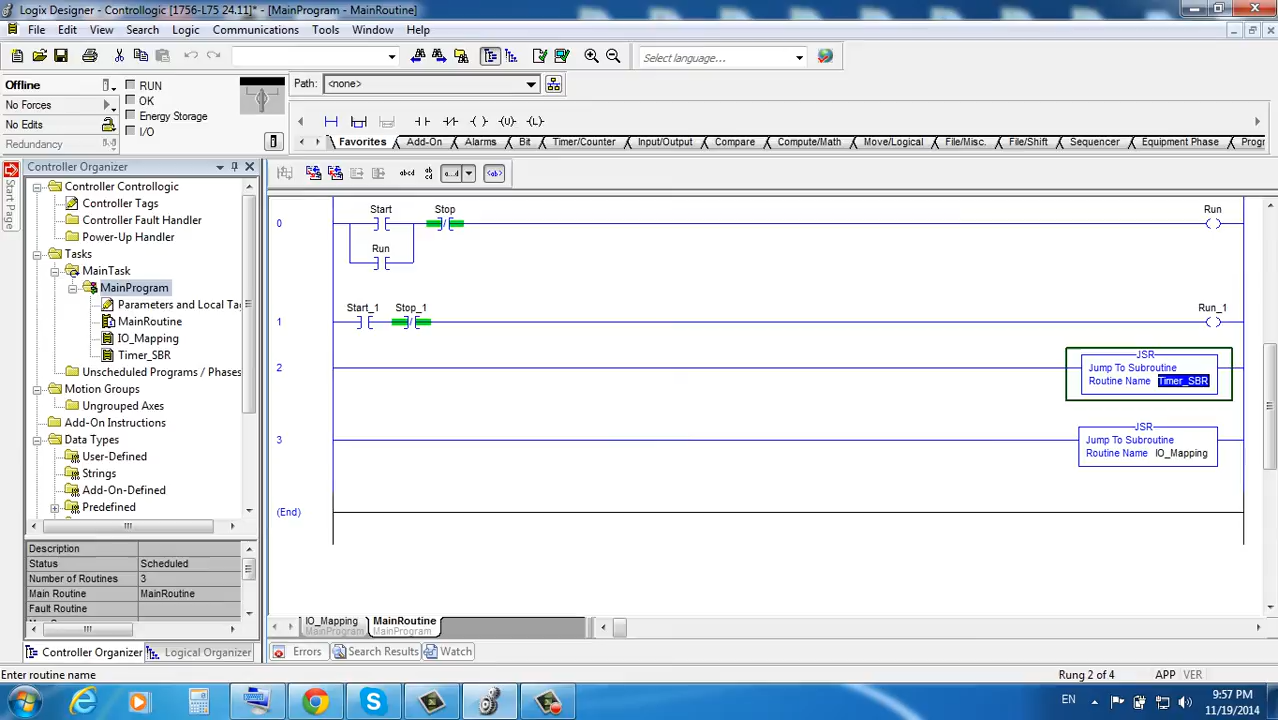 Logix Designer - Controllogic [1756-L75 24.11]* - [MainProgram - MainRoutine]
File Edit View Search Logic Communications Tools Window Help
Select language...
Offline RUN Path: <none>
No Forces OK
No Edits Energy Storage
Redundancy I/O
Favorites Add-On Alarms Bit Timer/Counter Input/Output Compare Compute/Math Move/Logical File/Misc. File/Shift Sequencer Equipment Phase Progr
Start Page
Controller Organizer
Controller Controllogic
Controller Tags
Controller Fault Handler
Power-Up Handler
Tasks
MainTask
MainProgram
Parameters and Local Ta
MainRoutine
IO_Mapping
Timer_SBR
Unscheduled Programs / Phases
Motion Groups
Ungrouped Axes
Add-On Instructions
Data Types
User-Defined
Strings
Add-On-Defined
Predefined
Description
Status Scheduled
Number of Routines 3
Main Routine MainRoutine
Fault Routine
Controller Organizer Logical Organizer
Start Stop Run
0
Run
Start_1 Stop_1 Run_1
1
JSR
2 Jump To Subroutine
Routine Name Timer_SBR
JSR
3 Jump To Subroutine
Routine Name IO_Mapping
(End)
IO_Mapping MainRoutine
MainProgram MainProgram
Errors Search Results Watch
Enter routine name Rung 2 of 4 APP VER
EN 9:57 PM
11/19/2014